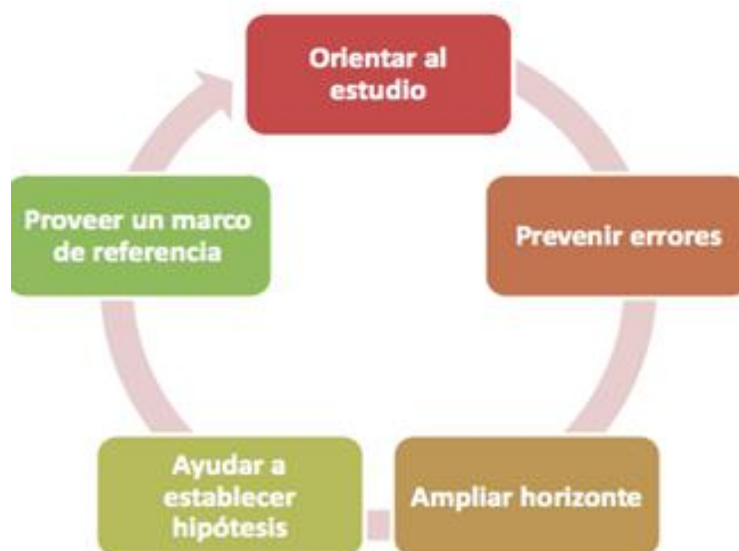 Orientar al
estudio
Prevenir errores
Ampliar horizonte
Ayudar a
establecer
hipótesis
Proveer un marco
de referencia